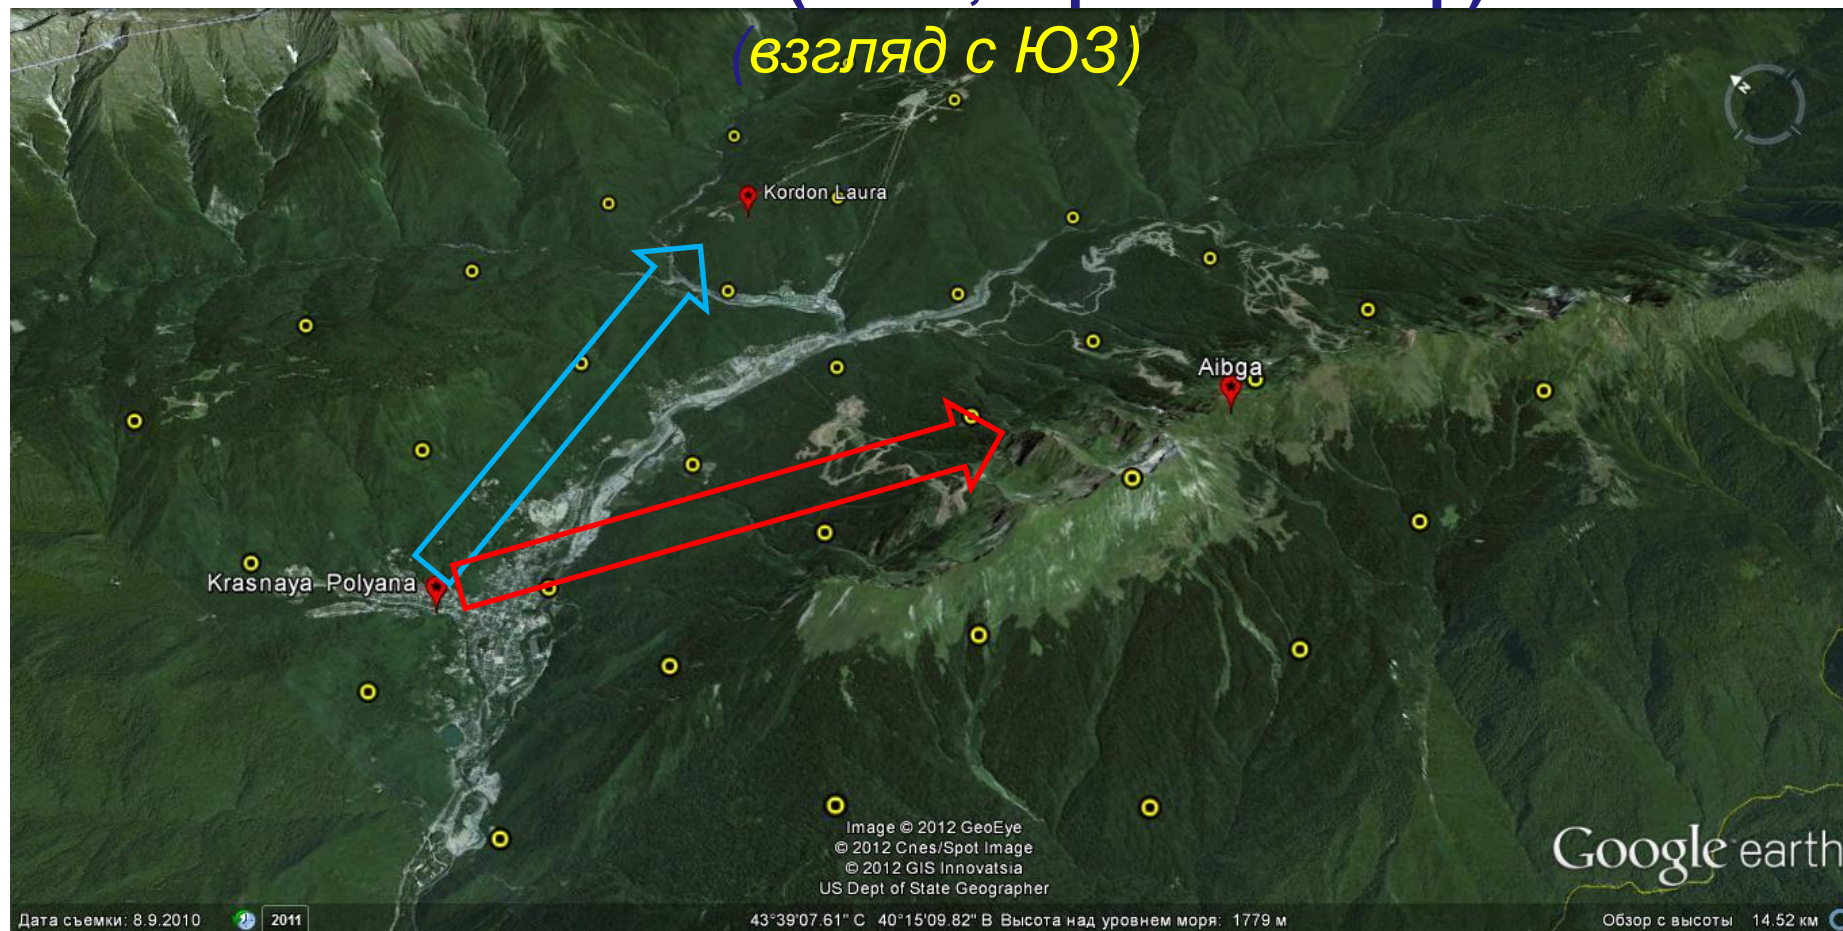 (взгляд с ЮЗ)
N
Kordon Laura
Aibga
Krasnaya Polyana
Image © 2012 GeoEye
© 2012 Cnes/Spot Image
© 2012 GIS Innovatsia
US Dept of State Geographer
Google earth
Дата съемки: 8.9.2010
2011
43°39'07.61" С 40°15'09.82" В Высота над уровнем моря: 1779 м
Обзор с высоты 14.52 км